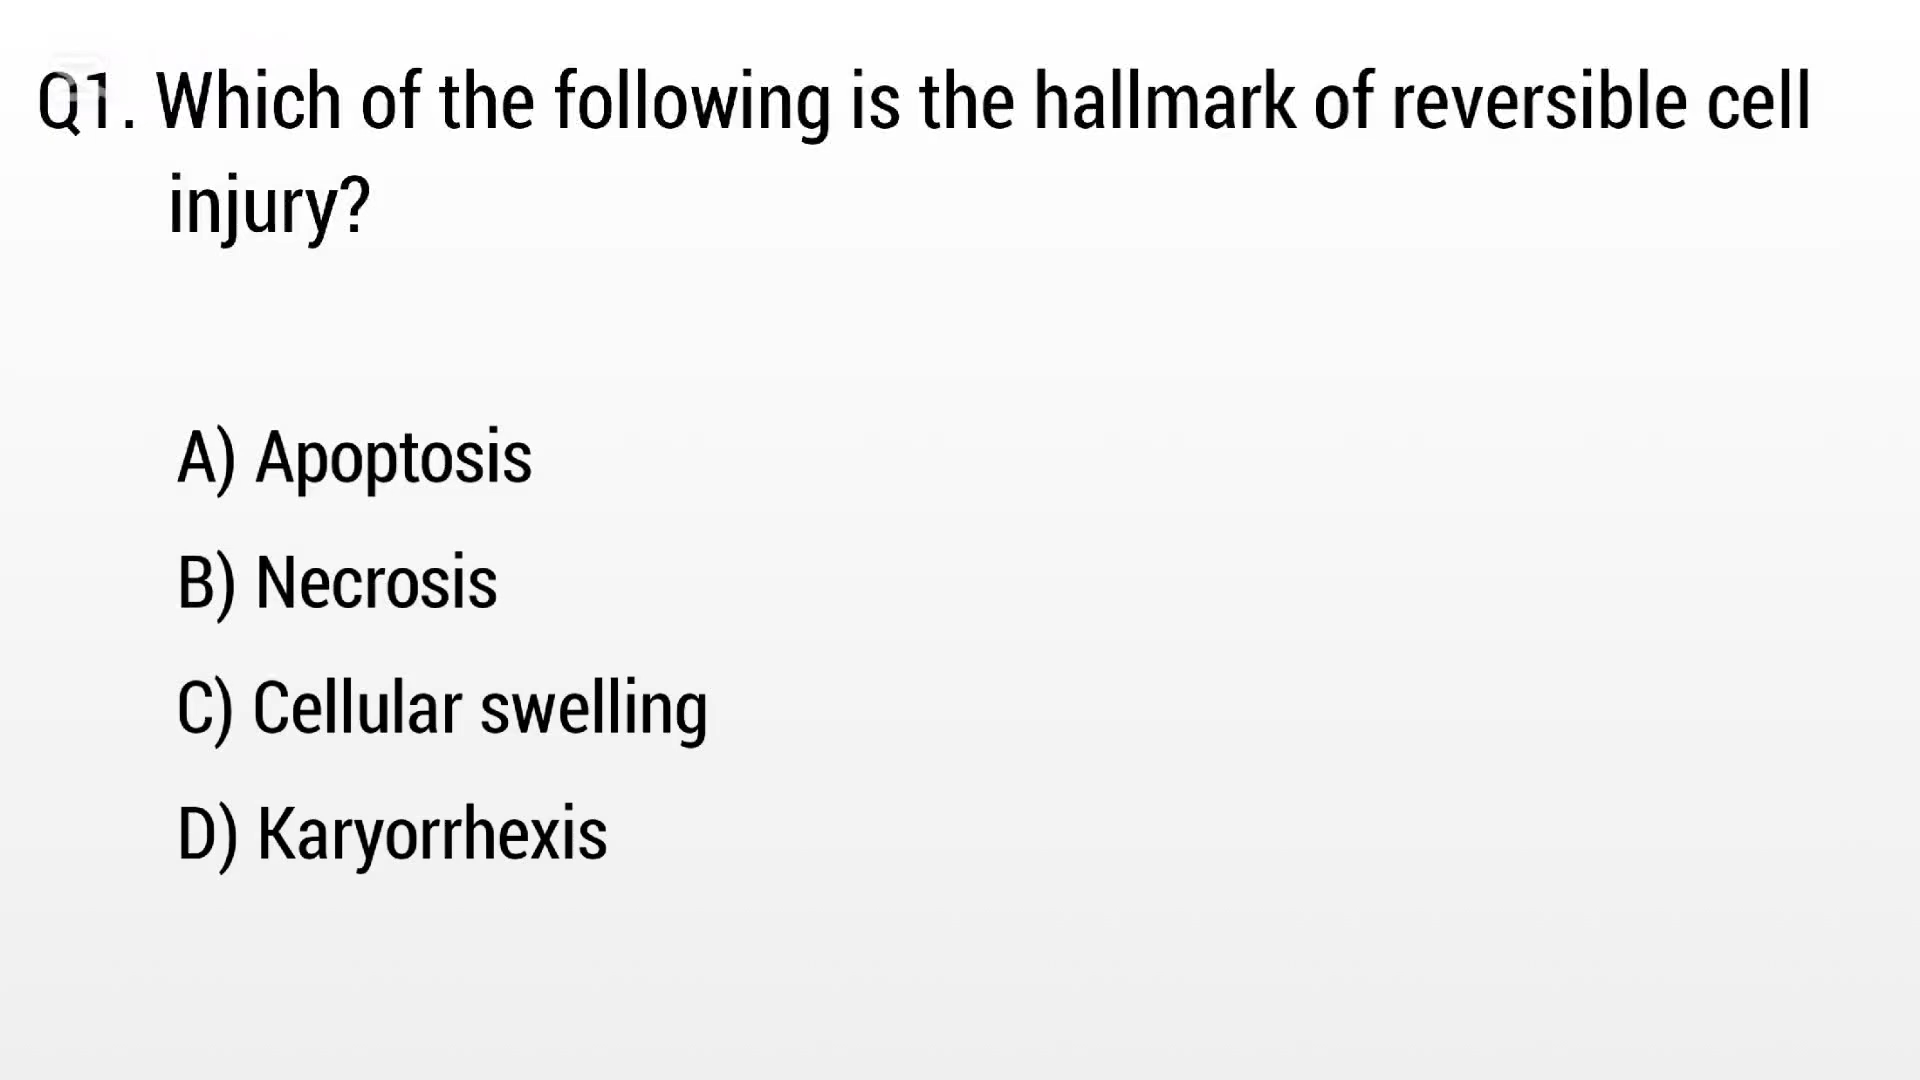 Q1. Which of the following is the hallmark of reversible cell
injury?
A) Apoptosis
B) Necrosis
C) Cellular swelling
D) Karyorrhexis